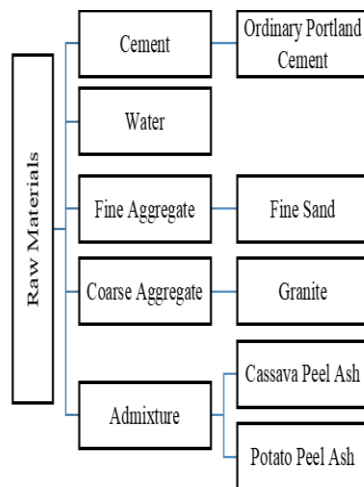 Raw Materials
Cement
Ordinary Portland
Cement
Water
Fine Aggregate
Fine Sand
Coarse Aggregate
Granite
Admixture
Cassava Peel Ash
Potato Peel Ash